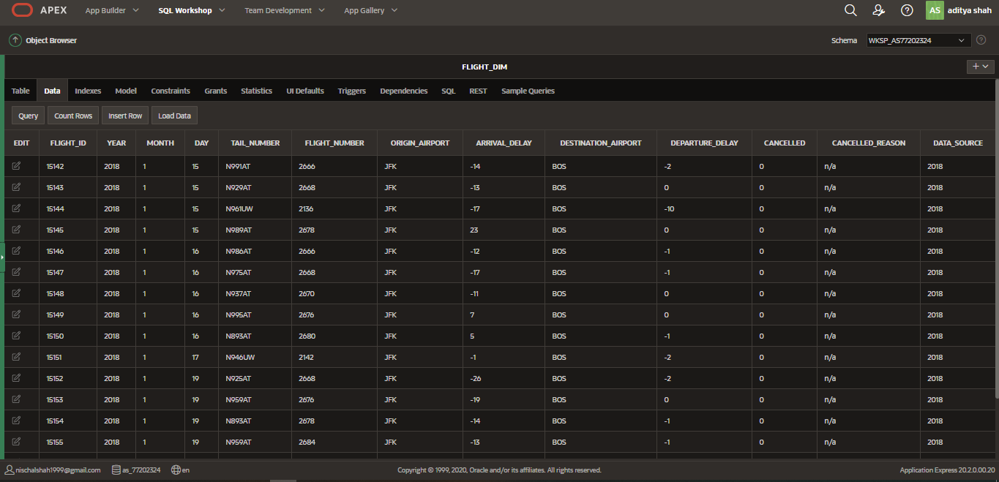 APEX App Builder SQL Workshop Team Development App Gallery AS aditya shah
Object Browser Schema WKSP_AS77202324
FLIGHT_DIM
Table Data Indexes Model Constraints Grants Statistics UI Defaults Triggers Dependencies SQL REST Sample Queries
Query Count Rows Insert Row Load Data
EDIT FLIGHT_ID YEAR MONTH DAY TAIL_NUMBER FLIGHT_NUMBER ORIGIN_AIRPORT ARRIVAL_DELAY DESTINATION_AIRPORT DEPARTURE_DELAY CANCELLED CANCELLED_REASON DATA_SOURCE
15142 2018 1 15 N991AT 2666 JFK -14 BOS -2 0 n/a 2018
15143 2018 1 15 N929AT 2668 JFK -13 BOS 0 0 n/a 2018
15144 2018 1 15 N961UW 2136 JFK -17 BOS -10 0 n/a 2018
15145 2018 1 15 N989AT 2678 JFK 23 BOS 0 0 n/a 2018
15146 2018 1 16 N986AT 2666 JFK -12 BOS -1 0 n/a 2018
15147 2018 1 16 N975AT 2668 JFK -17 BOS -1 0 n/a 2018
15148 2018 1 16 N937AT 2670 JFK -11 BOS 0 0 n/a 2018
15149 2018 1 16 N995AT 2676 JFK 7 BOS 0 0 n/a 2018
15150 2018 1 16 N893AT 2680 JFK 5 BOS -1 0 n/a 2018
15151 2018 1 17 N946UW 2142 JFK -1 BOS -2 0 n/a 2018
15152 2018 1 19 N925AT 2668 JFK -26 BOS -2 0 n/a 2018
15153 2018 1 19 N959AT 2676 JFK -19 BOS 0 0 n/a 2018
15154 2018 1 19 N893AT 2678 JFK -14 BOS -1 0 n/a 2018
15155 2018 1 19 N959AT 2684 JFK -13 BOS -1 0 n/a 2018
nischalshah1999@gmail.com as_77202324 en Copyright © 1999, 2020, Oracle and/or its affiliates. All rights reserved. Application Express 20.2.0.00.20